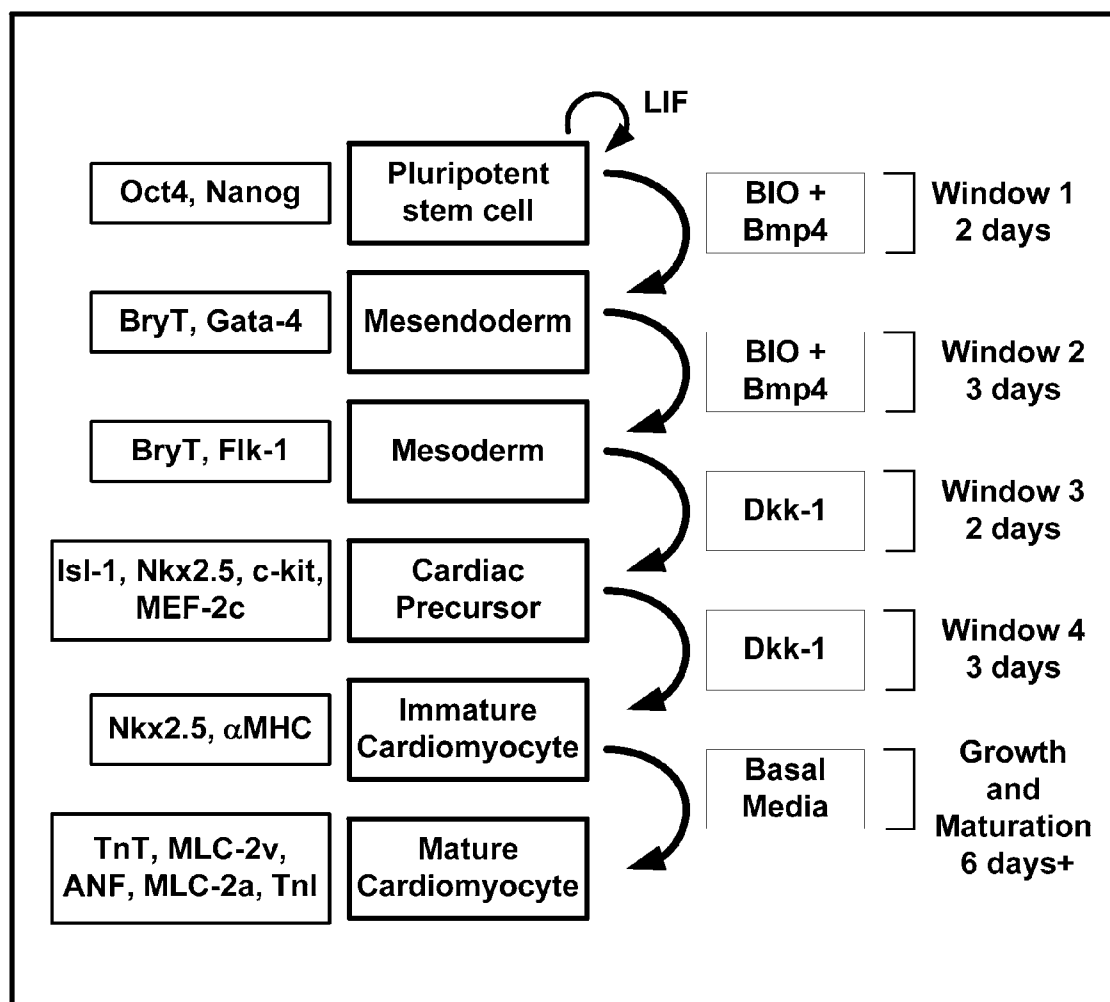 LIF
Oct4, Nanog
Pluripotent
stem cell
BIO +
Bmp4
Window 1
2 days
BryT, Gata-4
Mesendoderm
BIO +
Bmp4
Window 2
3 days
BryT, Flk-1
Mesoderm
Dkk-1
Window 3
2 days
Isl-1, Nkx2.5, c-kit,
MEF-2c
Cardiac
Precursor
Dkk-1
Window 4
3 days
Nkx2.5, αMHC
Immature
Cardiomyocyte
Basal
Media
Growth
and
Maturation
6 days+
TnT, MLC-2v,
ANF, MLC-2a, TnI
Mature
Cardiomyocyte